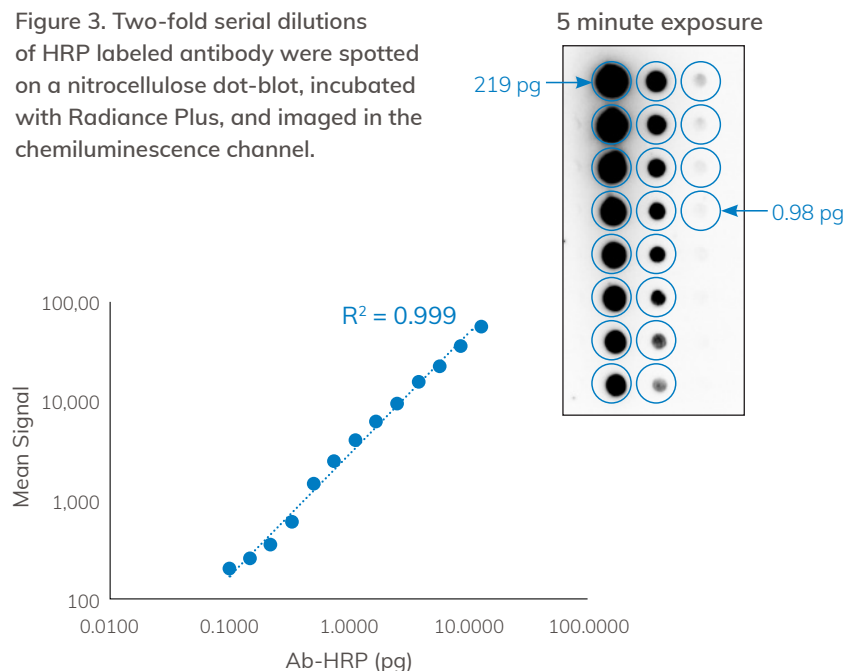 Figure 3. Two-fold serial dilutions
of HRP labeled antibody were spotted
on a nitrocellulose dot-blot, incubated
with Radiance Plus, and imaged in the
chemiluminescence channel.
5 minute exposure
219 pg
0.98 pg
R² = 0.999
Mean Signal
100,00
10,000
1,000
100
0.0100 0.1000 1.0000 10.0000 100.0000
Ab-HRP (pg)